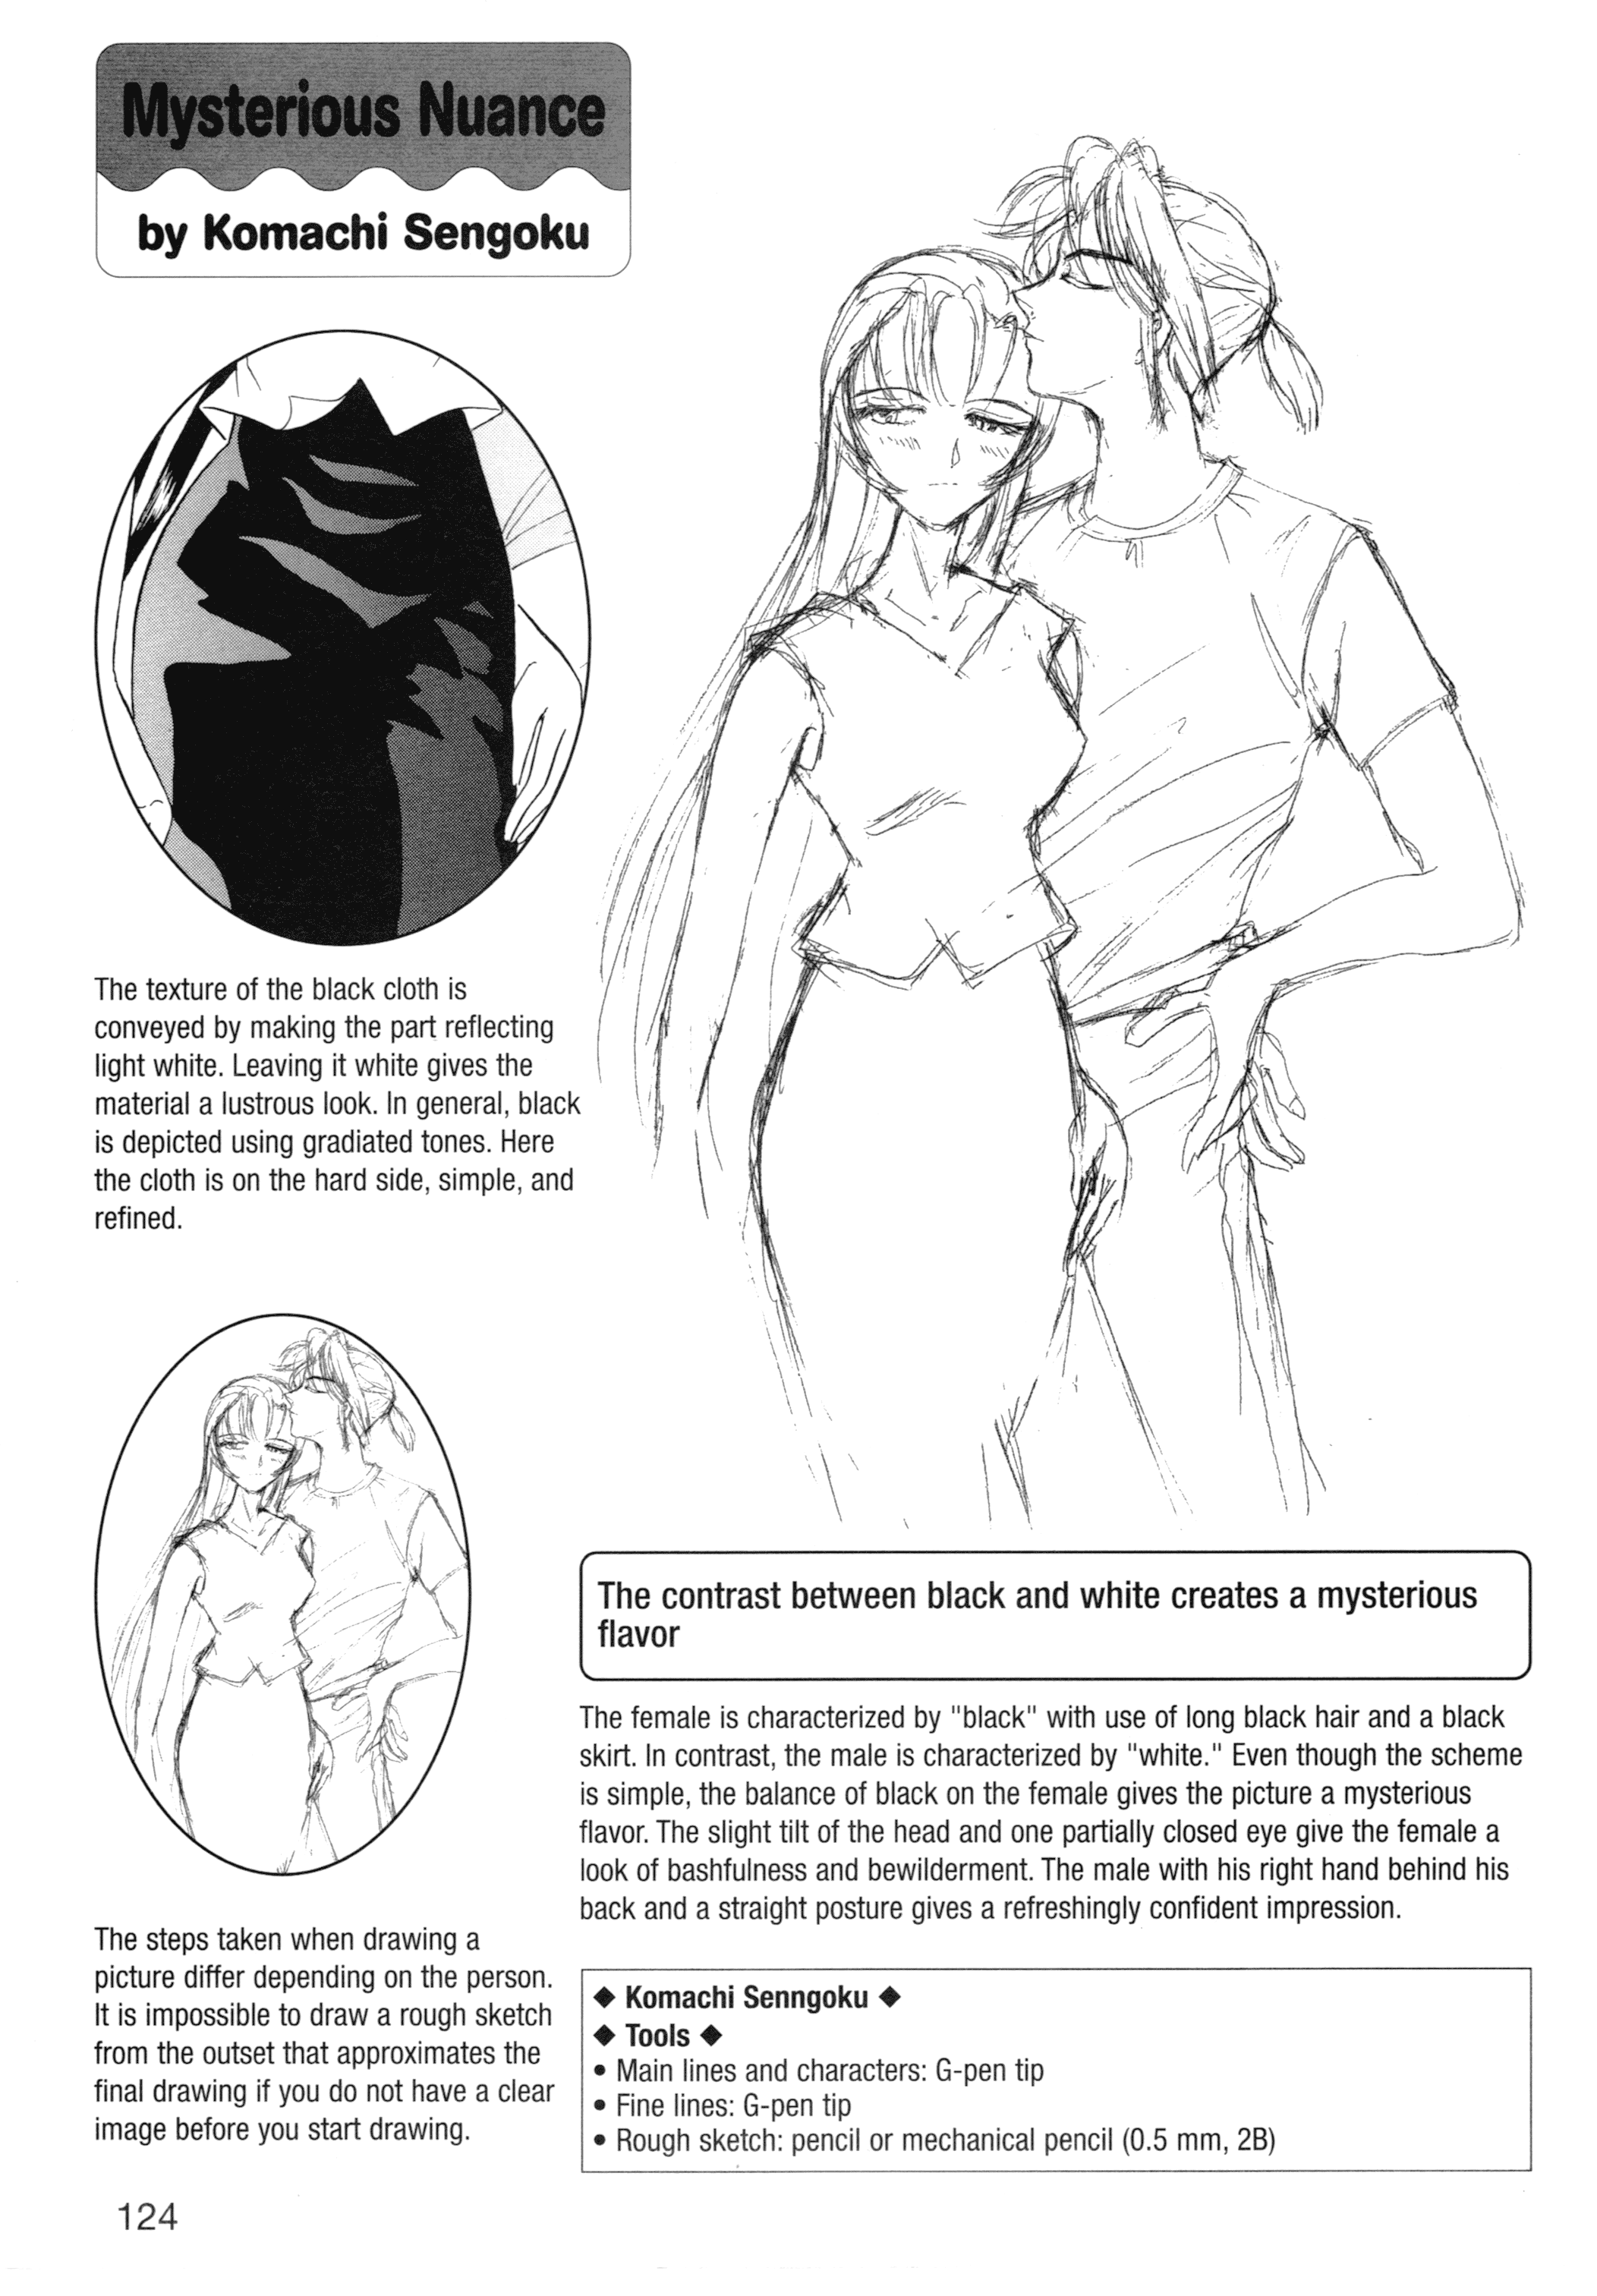 Mysterious Nuance
by Komachi Sengoku
The texture of the black cloth is
conveyed by making the part reflecting
light white. Leaving it white gives the
material a lustrous look. In general, black
is depicted using gradiated tones. Here
the cloth is on the hard side, simple, and
refined.
The contrast between black and white creates a mysterious
flavor
The female is characterized by "black" with use of long black hair and a black
skirt. In contrast, the male is characterized by "white." Even though the scheme
is simple, the balance of black on the female gives the picture a mysterious
flavor. The slight tilt of the head and one partially closed eye give the female a
look of bashfulness and bewilderment. The male with his right hand behind his
back and a straight posture gives a refreshingly confident impression.
The steps taken when drawing a
picture differ depending on the person.
It is impossible to draw a rough sketch
from the outset that approximates the
final drawing if you do not have a clear
image before you start drawing.
◆ Komachi Senngoku ◆
◆ Tools ◆
• Main lines and characters: G-pen tip
• Fine lines: G-pen tip
• Rough sketch: pencil or mechanical pencil (0.5 mm, 2B)
124